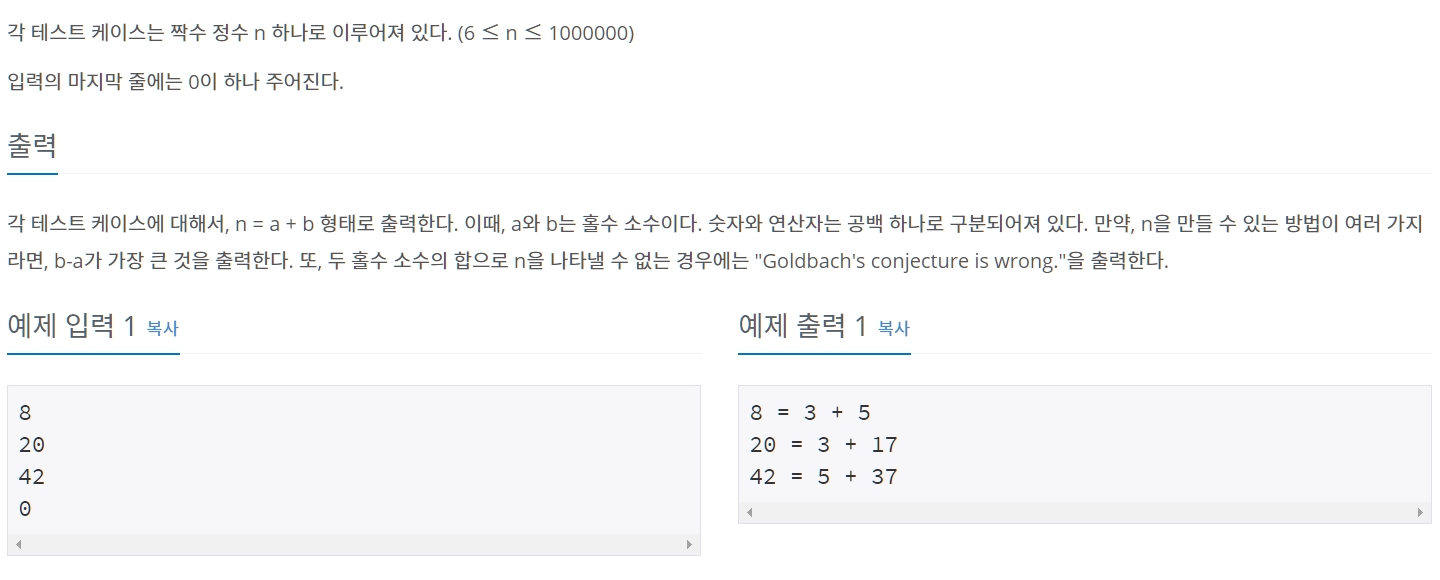 각 테스트 케이스는 짝수 정수 n 하나로 이루어져 있다. (6 ≤ n ≤ 1000000)
입력의 마지막 줄에는 0이 하나 주어진다.
출력
각 테스트 케이스에 대해서, n = a + b 형태로 출력한다. 이때, a와 b는 홀수 소수이다. 숫자와 연산자는 공백 하나로 구분되어져 있다. 만약, n을 만들 수 있는 방법이 여러 가지
라면, b-a가 가장 큰 것을 출력한다. 또, 두 홀수 소수의 합으로 n을 나타낼 수 없는 경우에는 "Goldbach's conjecture is wrong."을 출력한다.
예제 입력 1 복사
8
20
42
0
예제 출력 1 복사
8 = 3 + 5
20 = 3 + 17
42 = 5 + 37